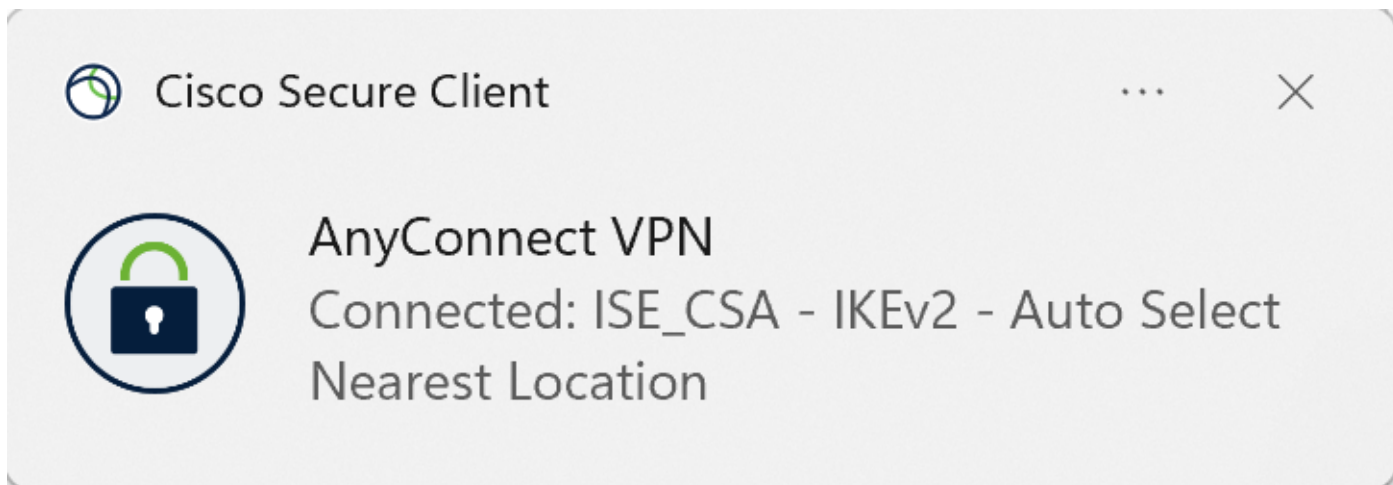 Cisco Secure Client
AnyConnect VPN
Connected: ISE_CSA - IKEv2 - Auto Select
Nearest Location